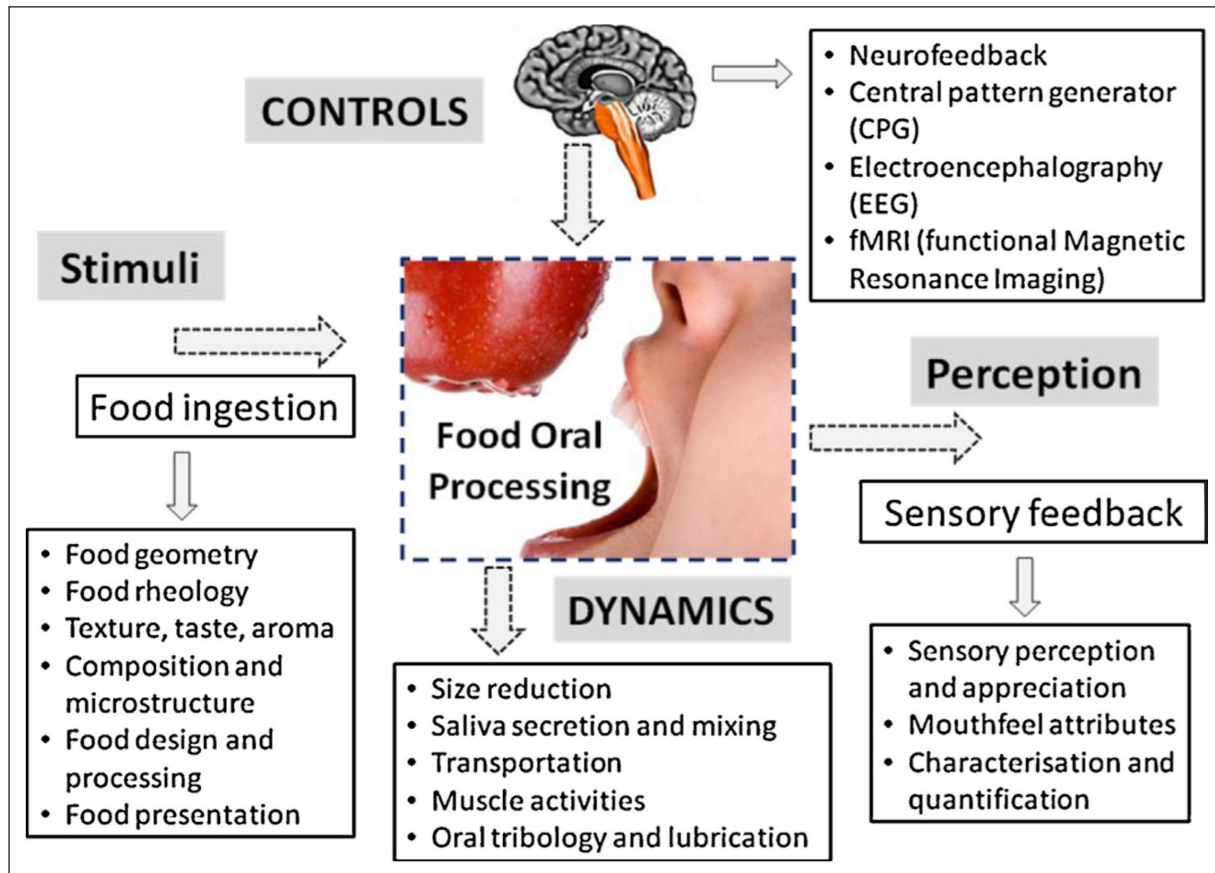 CONTROLS
• Neurofeedback
• Central pattern generator
(CPG)
• Electroencephalography
(EEG)
• fMRI (functional Magnetic
Resonance Imaging)
Stimuli
Food ingestion
• Food geometry
• Food rheology
• Texture, taste, aroma
• Composition and
microstructure
• Food design and
processing
• Food presentation
Food Oral
Processing
DYNAMICS
• Size reduction
• Saliva secretion and mixing
• Transportation
• Muscle activities
• Oral tribology and lubrication
Perception
Sensory feedback
• Sensory perception
and appreciation
• Mouthfeel attributes
• Characterisation and
quantification